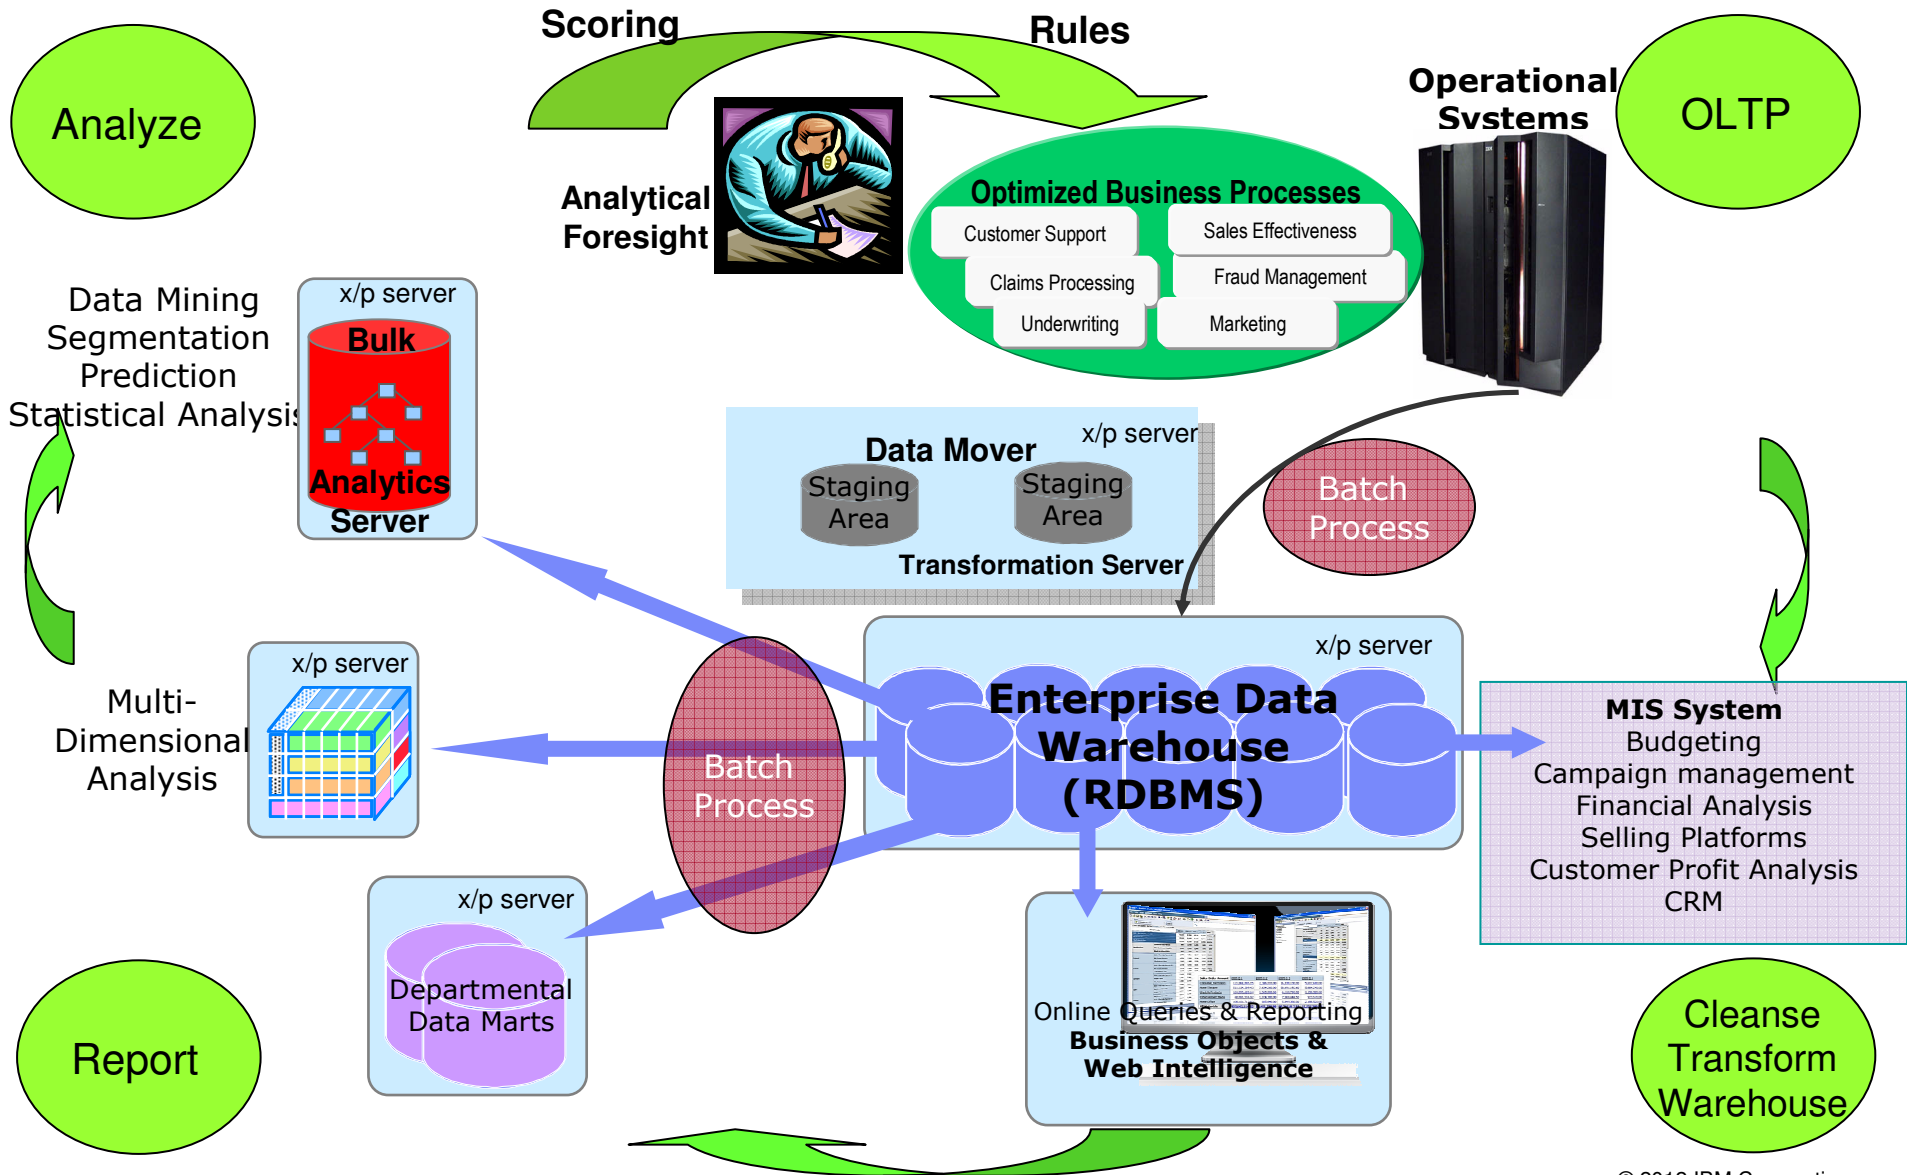 Scoring
Rules
Analyze
Operational
Systems
OLTP
Analytical
Foresight
Optimized Business Processes
Customer Support
Sales Effectiveness
Claims Processing
Fraud Management
Underwriting
Marketing
Data Mining
Segmentation
Prediction
Statistical Analysis
x/p server
Bulk
Analytics
Server
x/p server
Data Mover
Staging
Area
Staging
Area
Transformation Server
Batch
Process
x/p server
Enterprise Data
Warehouse
(RDBMS)
x/p server
Multi-
Dimensional
Analysis
Batch
Process
MIS System
Budgeting
Campaign management
Financial Analysis
Selling Platforms
Customer Profit Analysis
CRM
x/p server
Departmental
Data Marts
Online Queries & Reporting
Business Objects &
Web Intelligence
Report
Cleanse
Transform
Warehouse